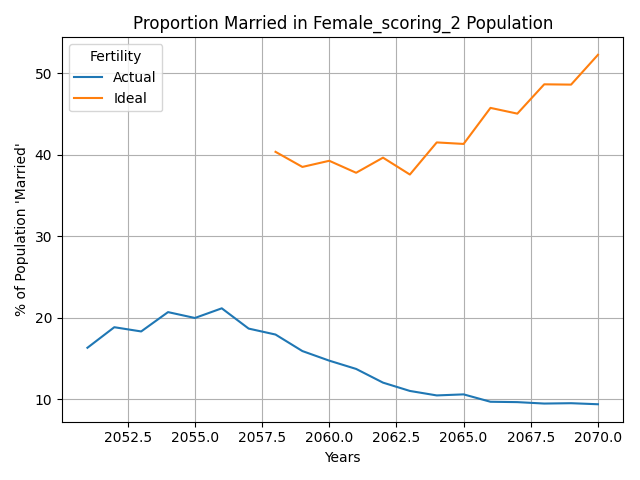 Proportion Married in Female_scoring_2 Population
Fertility
Actual
Ideal
% of Population 'Married'
50
40
30
20
10
2052.5 2055.0 2057.5 2060.0 2062.5 2065.0 2067.5 2070.0
Years